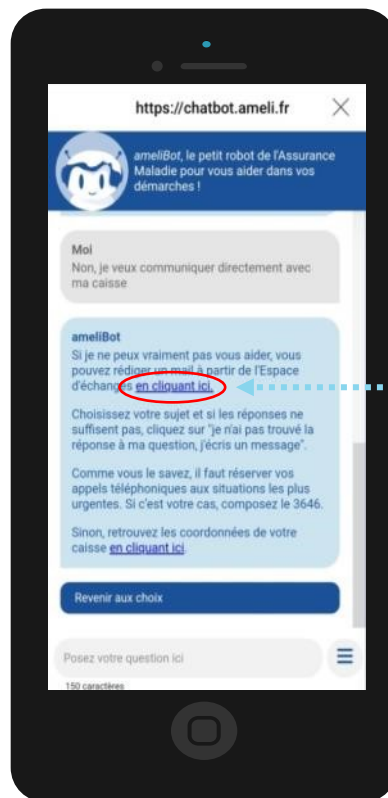 https://chatbot.ameli.fr
ameliBot, le petit robot de l'Assurance
Maladie pour vous aider dans vos
démarches !
Moi
Non, je veux communiquer directement avec
ma caisse
ameliBot
Si je ne peux vraiment pas vous aider, vous
pouvez rédiger un mail à partir de l'Espace
d'échanges en cliquant ici.
Choisissez votre sujet et si les réponses ne
suffisent pas, cliquez sur "je n'ai pas trouvé la
réponse à ma question, j'écris un message".
Comme vous le savez, il faut réserver vos
appels téléphoniques aux situations les plus
urgentes. Si c'est votre cas, composez le 3646.
Sinon, retrouvez les coordonnées de votre
caisse en cliquant ici.
Revenir aux choix
Posez votre question ici
150 caractères